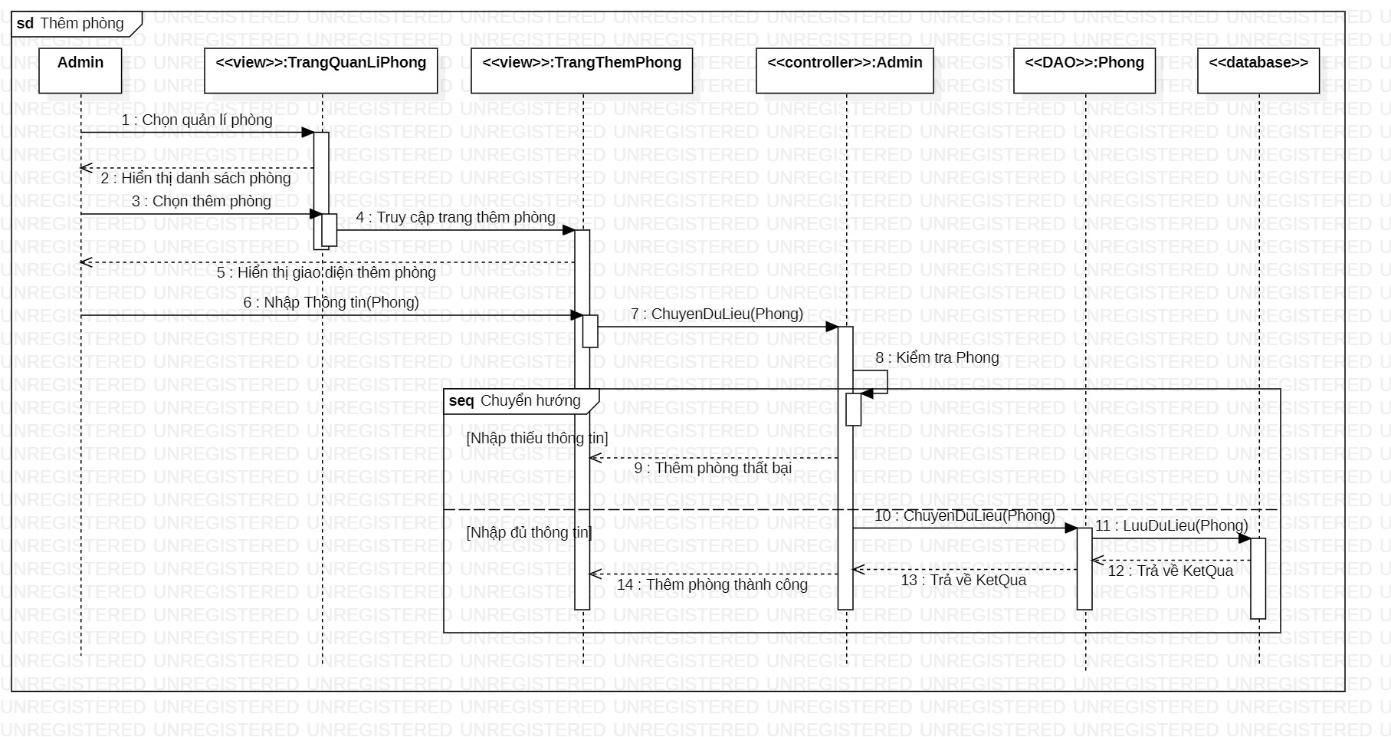 sd Thêm phòng
Admin
<<view>>:TrangQuanLiPhong
<<view>>:TrangThemPhong
<<controller>>:Admin
<<DAO>>:Phong
<<database>>
1 : Chọn quản lí phòng
2 : Hiển thị danh sách phòng
3 : Chọn thêm phòng
4 : Truy cập trang thêm phòng
5 : Hiển thị giao diện thêm phòng
6 : Nhập Thông tin(Phong)
7 : ChuyenDuLieu(Phong)
8 : Kiểm tra Phong
seq Chuyển hướng
[Nhập thiếu thông tin]
9 : Thêm phòng thất bại
10 : ChuyenDuLieu(Phong)
11 : LuuDuLieu(Phong)
[Nhập đủ thông tin]
12 : Trả về KetQua
13 : Trả về KetQua
14 : Thêm phòng thành công
UNREGISTERED